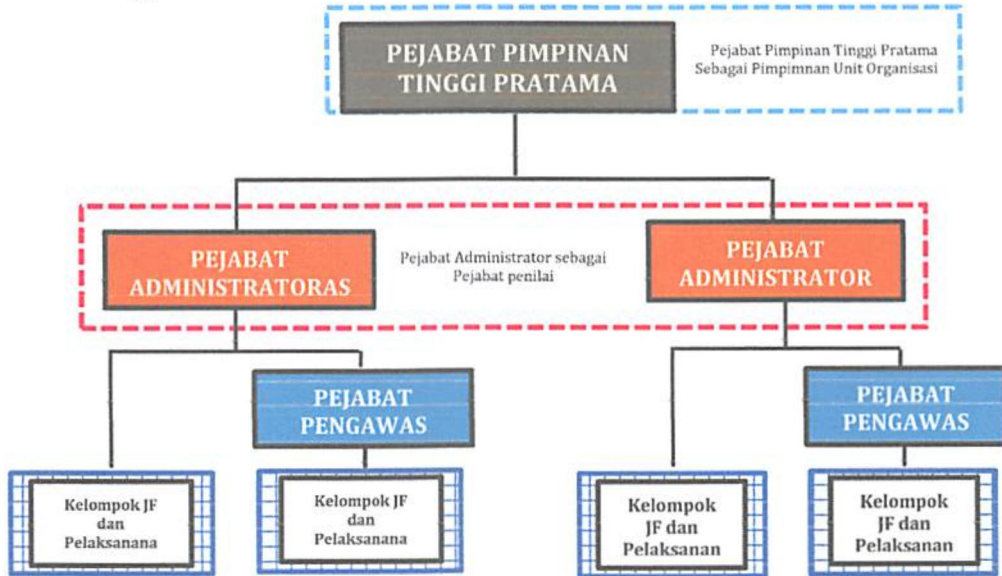 PEJABAT PIMPINAN
TINGGI PRATAMA
Pejabat Pimpinan Tinggi Pratama
Sebagai Pimpimnan Unit Organisasi
PEJABAT
ADMINISTRATORAS
Pejabat Administrator sebagai
Pejabat penilai
PEJABAT
ADMINISTRATOR
PEJABAT
PENGAWAS
PEJABAT
PENGAWAS
Kelompok JF
dan
Pelaksanana
Kelompok JF
dan
Pelaksanana
Kelompok
JF dan
Pelaksanan
Kelompok
JF dan
Pelaksanan